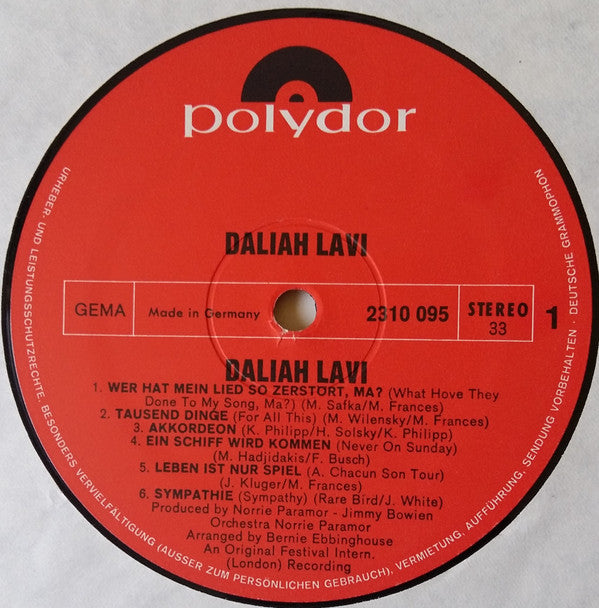 polydor
DALIAH LAVI
GEMA
Made in Germany
2310 095
STEREO
33
1
DALIAH LAVI
1. WER HAT MEIN LIED SO ZERSTÖRT, MA? (What Hove They
Done To My Song, Ma?) (M. Safka/M. Frances)
2. TAUSEND DINGE (For All This) (M. Wilensky/M. Frances)
3. AKKORDEON (K. Philipp/H. Solsky/K. Philipp)
4. EIN SCHIFF WIRD KOMMEN (Never On Sunday)
(M. Hadjidakis/F. Busch)
5. LEBEN IST NUR SPIEL (A. Chacun Son Tour)
(J. Kluger/M. Frances)
6. SYMPATHIE (Sympathy) (Rare Bird/J. White)
Produced by Norrie Paramor - Jimmy Bowien
Orchestra Norrie Paramor
Arranged by Bernie Ebbinghouse
An Original Festival Intern.
(London) Recording
URHEBER- UND LEISTUNGSSCHUTZRECHTE, BESONDERS VERVIELFÄLTIGUNG (AUSSER ZUM PERSÖNLICHEN GEBRAUCH), VERMIETUNG, AUFFÜHRUNG, SENDUNG VORBEHALTEN · DEUTSCHE GRAMMOPHON